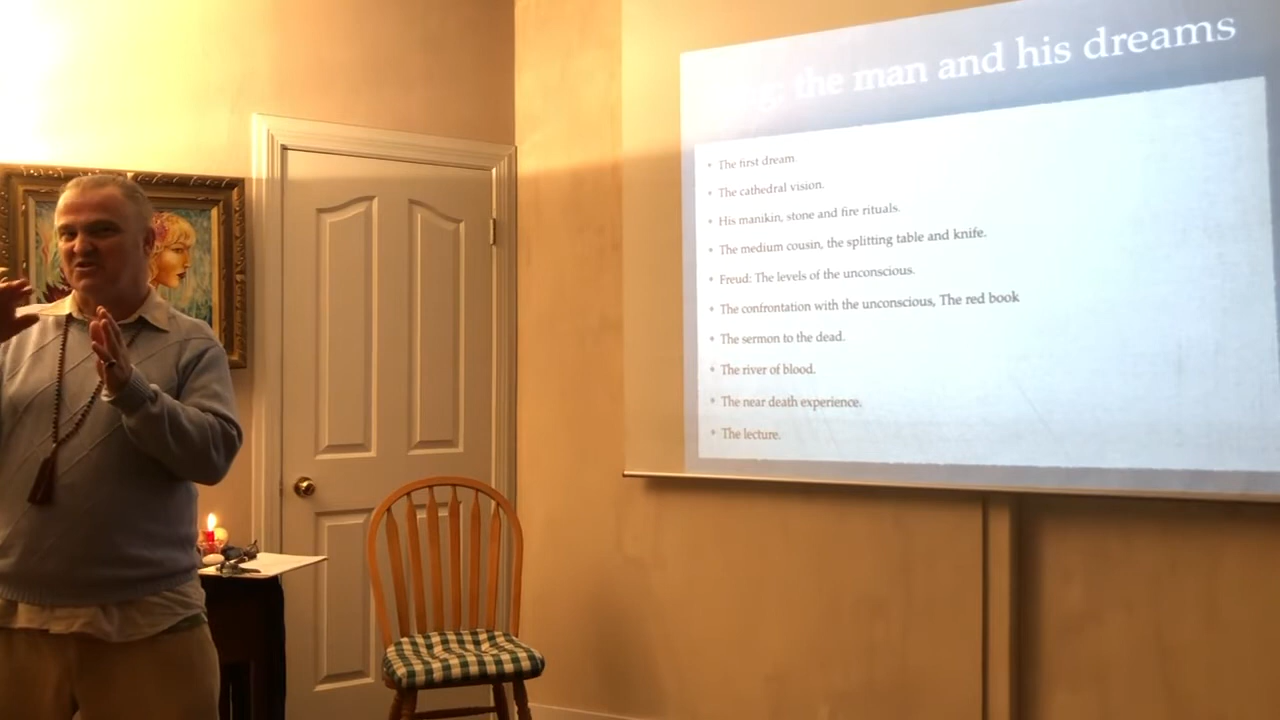 the man and his dreams
• The first dream.
• The cathedral vision.
• His manikin, stone and fire rituals.
• The medium cousin, the splitting table and knife.
• Freud: The levels of the unconscious.
• The confrontation with the unconscious, The red book
• The sermon to the dead.
• The river of blood.
• The near death experience.
• The lecture.